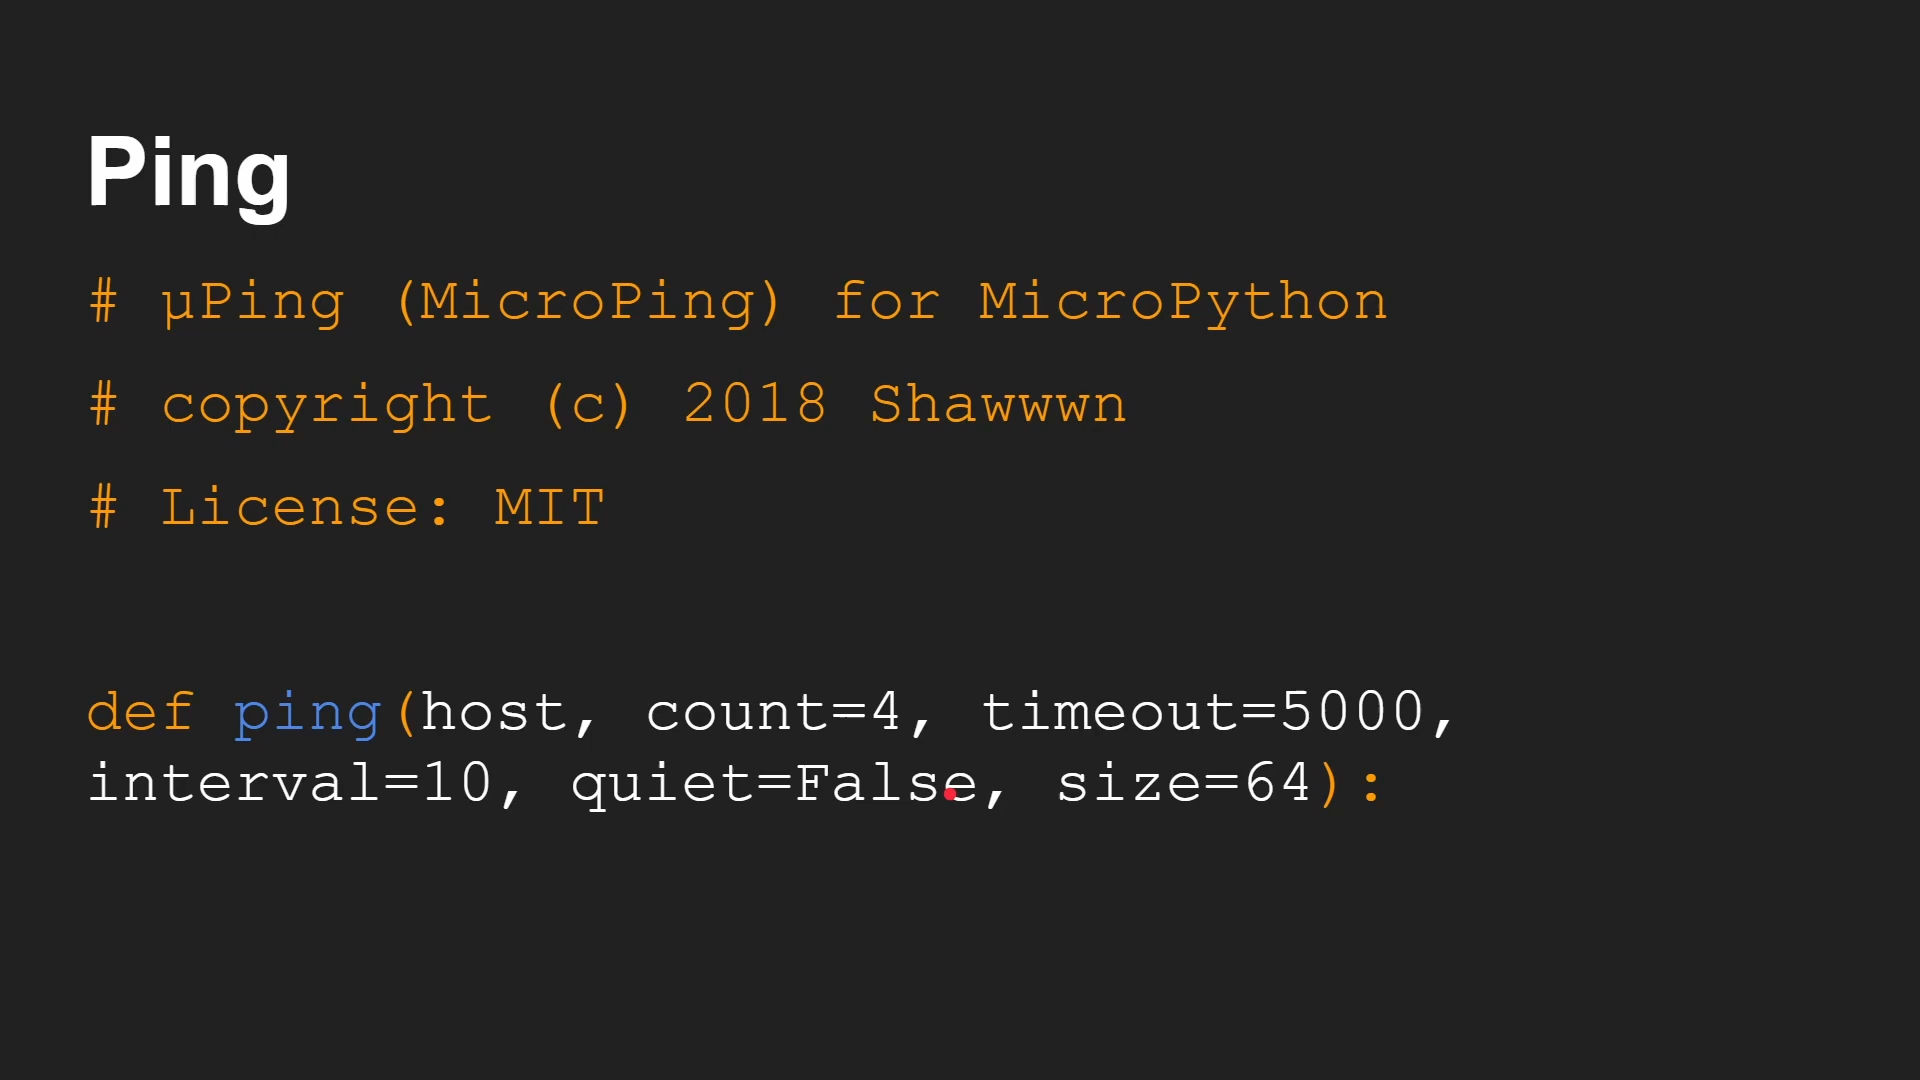 Ping
# µPing (MicroPing) for MicroPython
# copyright (c) 2018 Shawwwn
# License: MIT
def ping(host, count=4, timeout=5000,
interval=10, quiet=False, size=64):